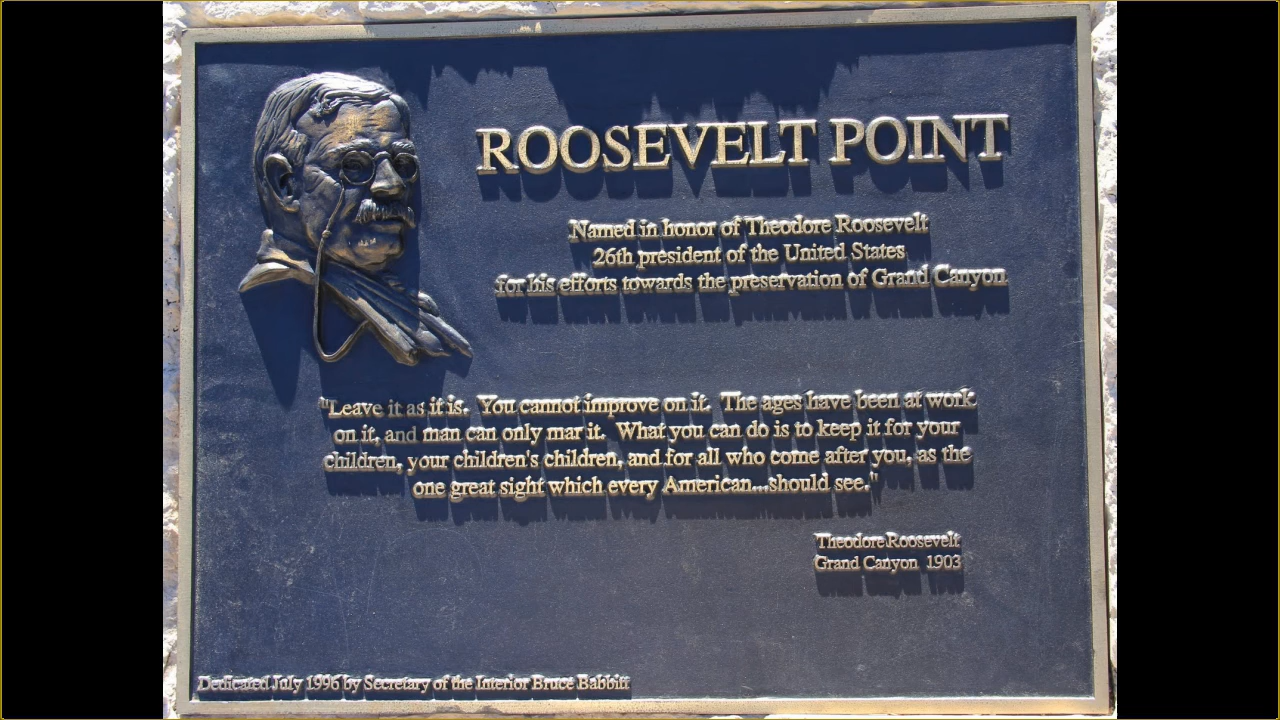 ROOSEVELT POINT
Named in honor of Theodore Roosevelt
26th president of the United States
for his efforts towards the preservation of Grand Canyon
"Leave it as it is. You cannot improve on it. The ages have been at work
on it, and man can only mar it. What you can do is to keep it for your
children, your children's children, and for all who come after you, as the
one great sight which every American...should see."
Theodore Roosevelt
Grand Canyon 1903
Dedicated July 1996 by Secretary of the Interior Bruce Babbitt